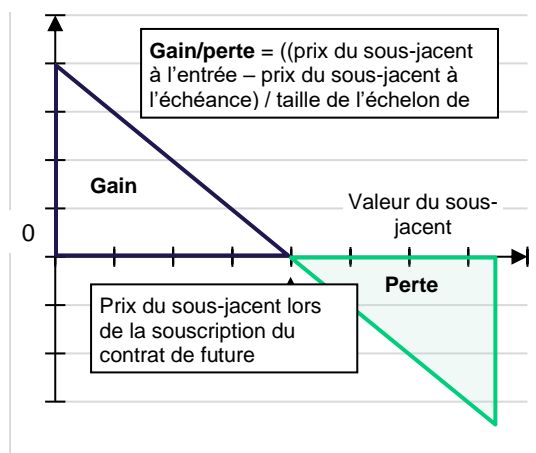 Gain/perte = ((prix du sous-jacent
à l'entrée – prix du sous-jacent à
l'échéance) / taille de l'échelon de
Gain
Valeur du sous-
jacent
0
Perte
Prix du sous-jacent lors
de la souscription du
contrat de future